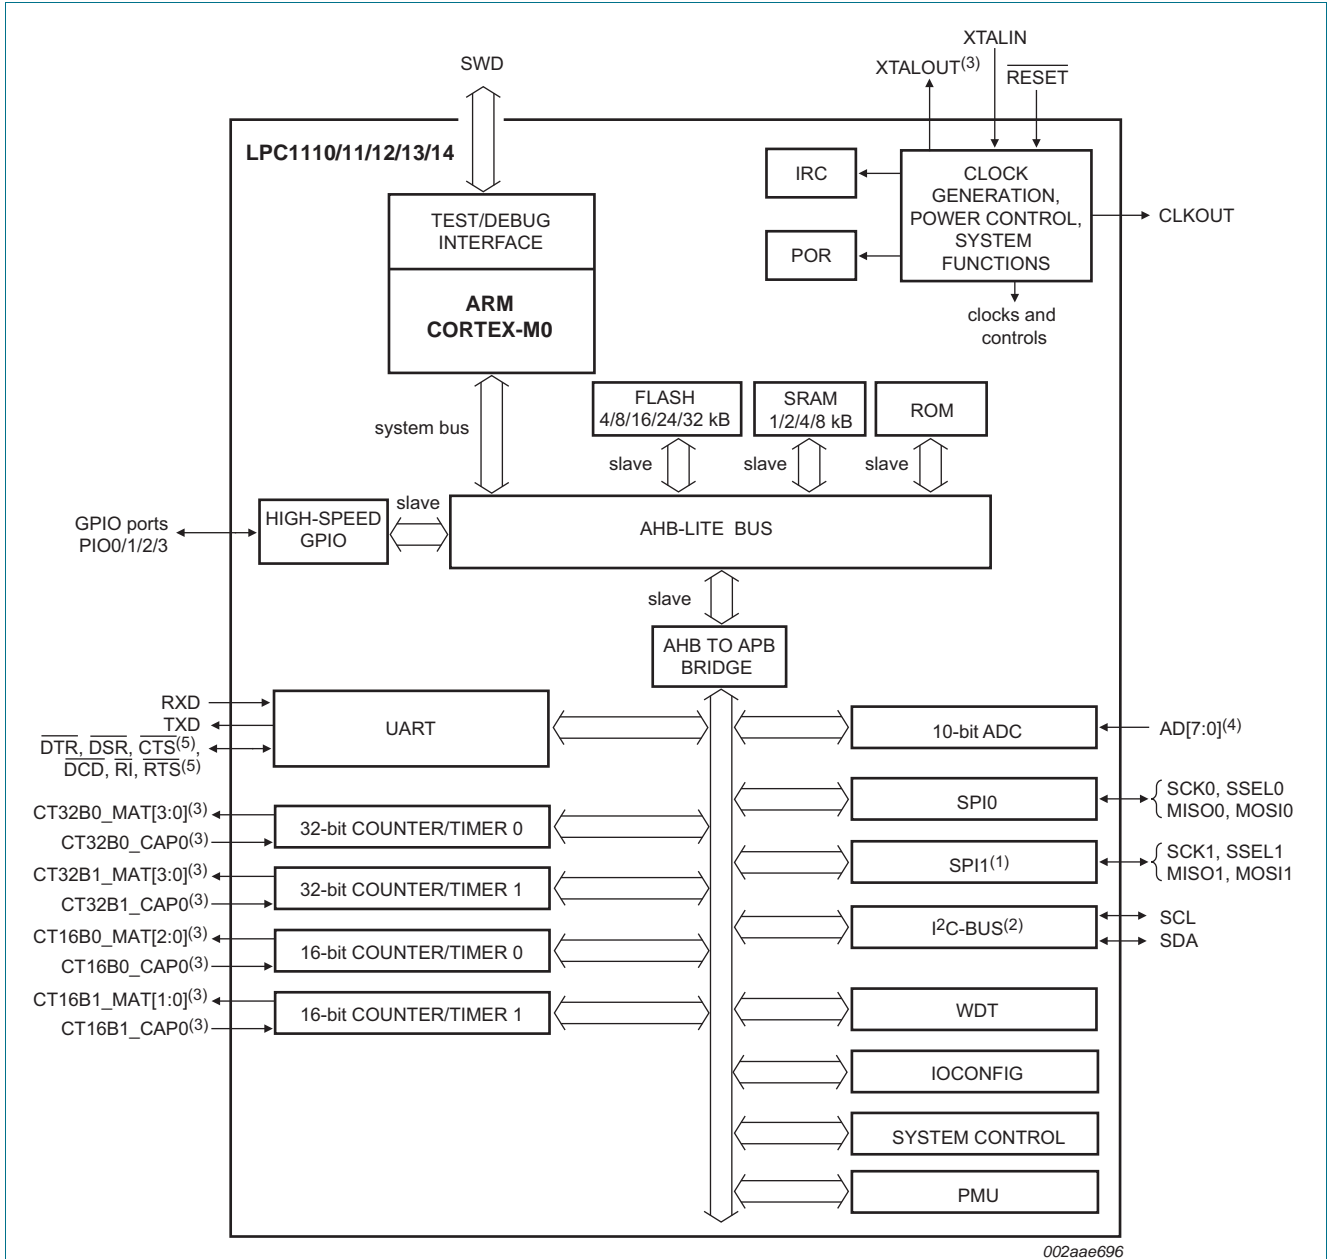 XTALIN
SWD
XTALOUT(3)
RESET
LPC1110/11/12/13/14
IRC
CLOCK
GENERATION,
POWER CONTROL,
SYSTEM
FUNCTIONS
CLKOUT
TEST/DEBUG
INTERFACE
POR
ARM
CORTEX-M0
clocks and
controls
FLASH
4/8/16/24/32 kB
SRAM
1/2/4/8 kB
ROM
system bus
slave
slave
slave
slave
GPIO ports
PIO0/1/2/3
HIGH-SPEED
GPIO
AHB-LITE BUS
slave
AHB TO APB
BRIDGE
RXD
TXD
DTR, DSR, CTS(5),
DCD, RI, RTS(5)
UART
10-bit ADC
AD[7:0](4)
CT32B0_MAT[3:0](3)
CT32B0_CAP0(3)
32-bit COUNTER/TIMER 0
SPI0
SCK0, SSEL0
MISO0, MOSI0
CT32B1_MAT[3:0](3)
CT32B1_CAP0(3)
32-bit COUNTER/TIMER 1
SPI1(1)
SCK1, SSEL1
MISO1, MOSI1
CT16B0_MAT[2:0](3)
CT16B0_CAP0(3)
16-bit COUNTER/TIMER 0
I2C-BUS(2)
SCL
SDA
CT16B1_MAT[1:0](3)
CT16B1_CAP0(3)
16-bit COUNTER/TIMER 1
WDT
IOCONFIG
SYSTEM CONTROL
PMU
002aae696